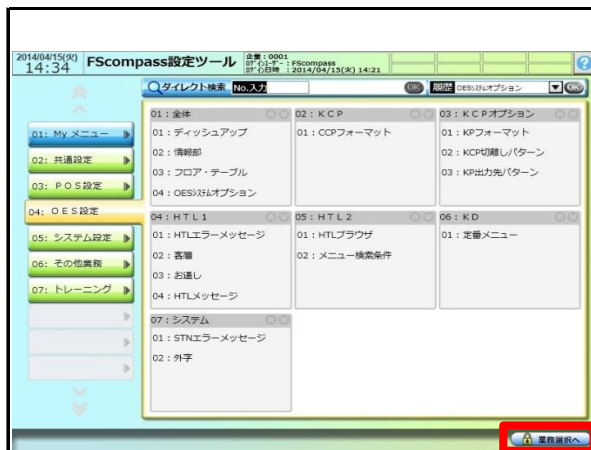 2014/04/15(火)
14:34
FScompass設定ツール
企業：0001
ログインユーザー：FScompass
ログイン日時：2014/04/15(火) 14:21
ダイレクト検索 No.入力 OK
履歴 OESシステムオプション OK
01: My メニュー
02: 共通設定
03: POS設定
04: OES設定
05: システム設定
06: その他業務
07: トレーニング
01：全体
01：ディッシュアップ
02：情報部
03：フロア・テーブル
04：OESシステムオプション
02：KCP
01：CCPフォーマット
03：KCPオプション
01：KPフォーマット
02：KCP切離しパターン
03：KP出力先パターン
04：HTL1
01：HTLエラーメッセージ
02：客層
03：お通し
04：HTLメッセージ
05：HTL2
01：HTLブラウザ
02：メニュー検索条件
06：KD
01：定番メニュー
07：システム
01：STNエラーメッセージ
02：外字
業務選択へ